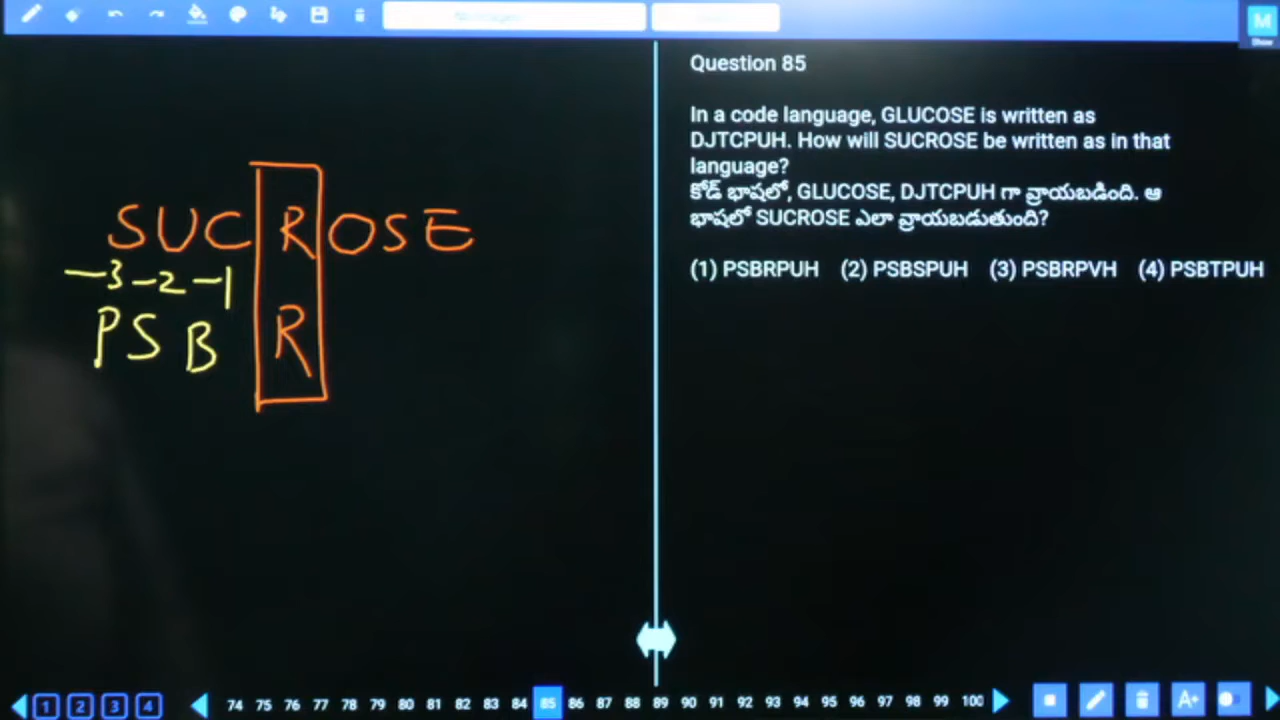 M
Show
SUCROSE
-3 -2 -1
PSB R
Question 85
In a code language, GLUCOSE is written as
DJTCPUH. How will SUCROSE be written as in that
language?
కోడ్ భాషలో, GLUCOSE, DJTCPUH గా వ్రాయబడింది. ఆ
భాషలో SUCROSE ఎలా వ్రాయబడుతుంది?
(1) PSBRPUH (2) PSBSPUH (3) PSBRPVH (4) PSBTPUH
1 2 3 4 74 75 76 77 78 79 80 81 82 83 84 85 86 87 88 89 90 91 92 93 94 95 96 97 98 99 100 A+